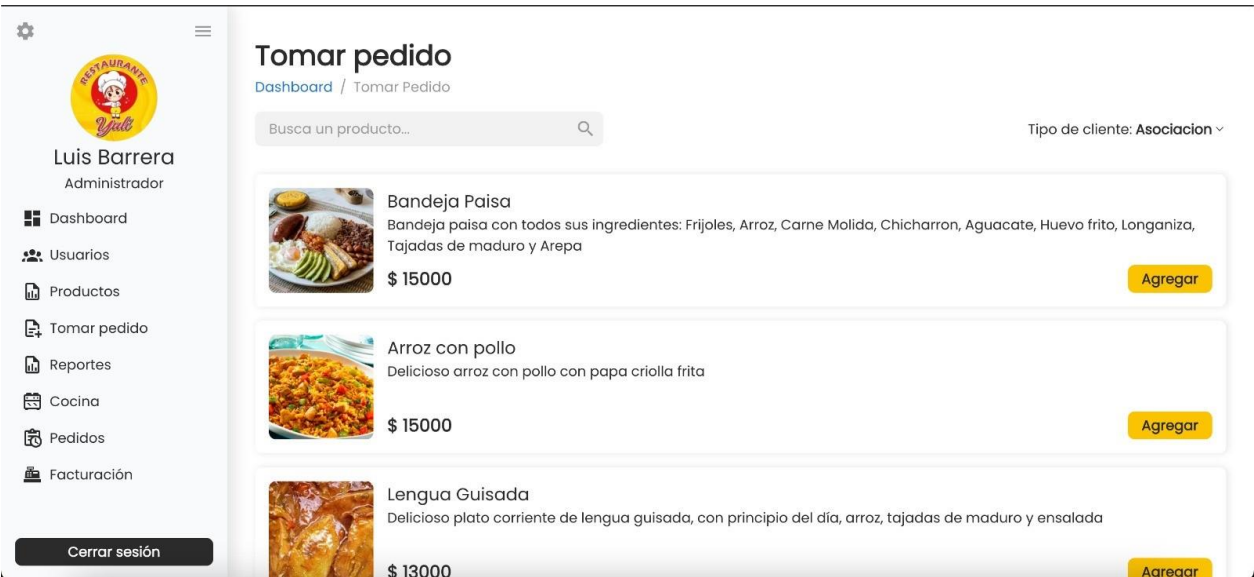 RESTAURANTE
Yuli
Luis Barrera
Administrador
Dashboard
Usuarios
Productos
Tomar pedido
Reportes
Cocina
Pedidos
Facturación
Cerrar sesión
Tomar pedido
Dashboard / Tomar Pedido
Busca un producto...
Tipo de cliente: Asociacion
Bandeja Paisa
Bandeja paisa con todos sus ingredientes: Frijoles, Arroz, Carne Molida, Chicharron, Aguacate, Huevo frito, Longaniza,
Tajadas de maduro y Arepa
$ 15000
Agregar
Arroz con pollo
Delicioso arroz con pollo con papa criolla frita
$ 15000
Agregar
Lengua Guisada
Delicioso plato corriente de lengua guisada, con principio del día, arroz, tajadas de maduro y ensalada
$ 13000
Agregar